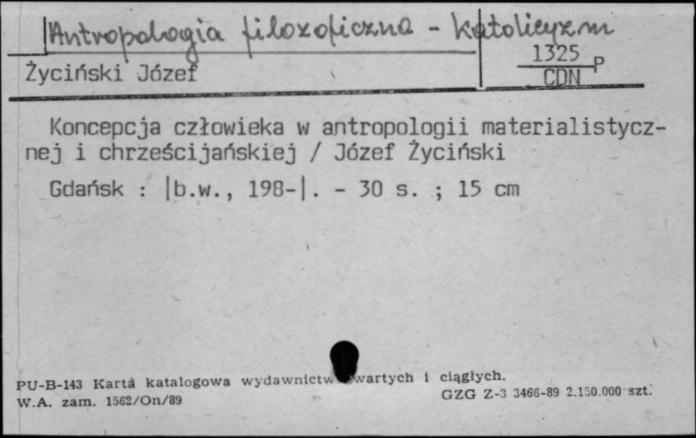 Antropologia filozoficzna - Katolicyzm
1325 P
CDN
Życiński Józef
Koncepcja człowieka w antropologii materialistycz-
nej i chrześcijańskiej / Józef Życiński
Gdańsk : |b.w., 198-|. - 30 s. ; 15 cm
PU-B-143 Karta katalogowa wydawnictw zwartych i ciągłych.
W.A. zam. 1562/On/89
GZG Z-3 3466-89 2.150.000 szt.